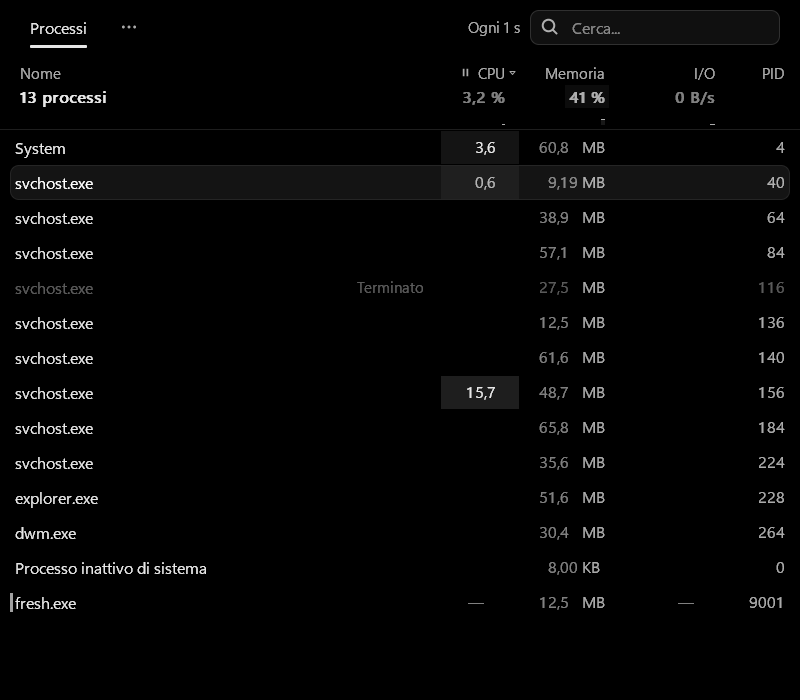 Processi ··· Ogni 1 s Cerca...
Nome CPU Memoria I/O PID
13 processi 3,2 % 41 % 0 B/s
System 3,6 60,8 MB 4
svchost.exe 0,6 9,19 MB 40
svchost.exe 38,9 MB 64
svchost.exe 57,1 MB 84
svchost.exe Terminato 27,5 MB 116
svchost.exe 12,5 MB 136
svchost.exe 61,6 MB 140
svchost.exe 15,7 48,7 MB 156
svchost.exe 65,8 MB 184
svchost.exe 35,6 MB 224
explorer.exe 51,6 MB 228
dwm.exe 30,4 MB 264
Processo inattivo di sistema 8,00 KB 0
fresh.exe — 12,5 MB — 9001